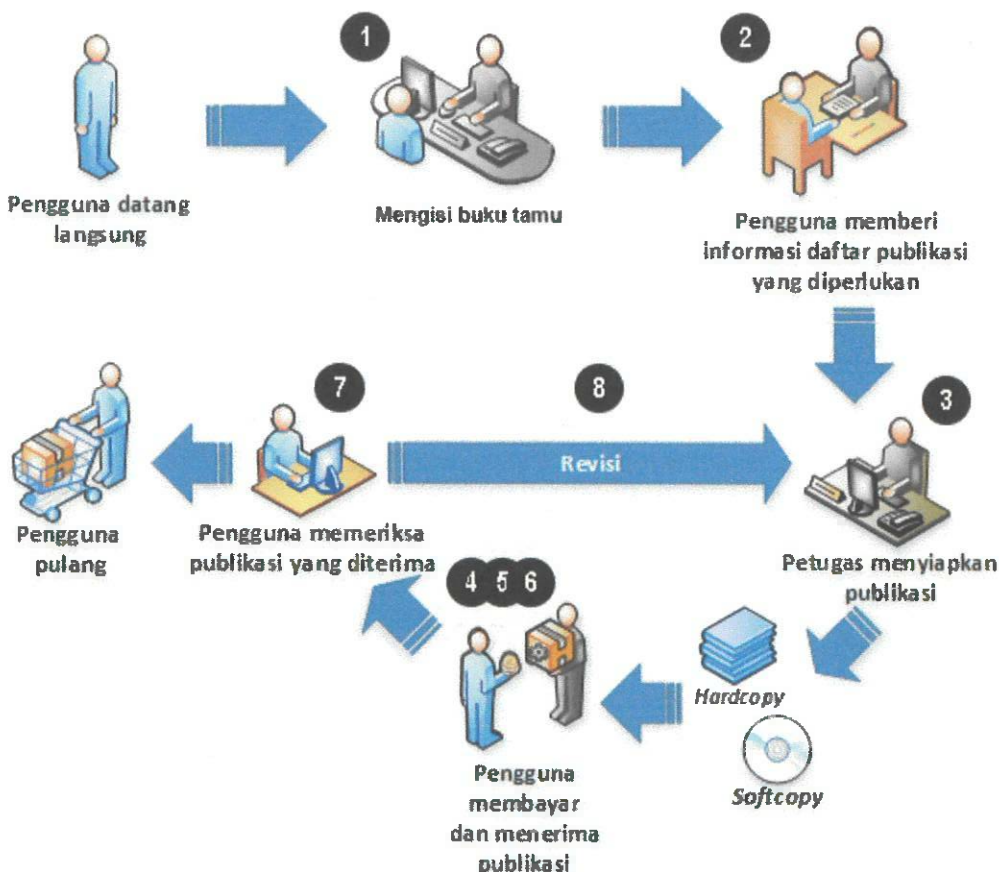 Pengguna datang
langsung
1
Mengisi buku tamu
2
Pengguna memberi
informasi daftar publikasi
yang diperlukan
3
Petugas menyiapkan
publikasi
Hardcopy
Softcopy
4 5 6
Pengguna
membayar
dan menerima
publikasi
7
Pengguna memeriksa
publikasi yang diterima
8
Revisi
Pengguna
pulang